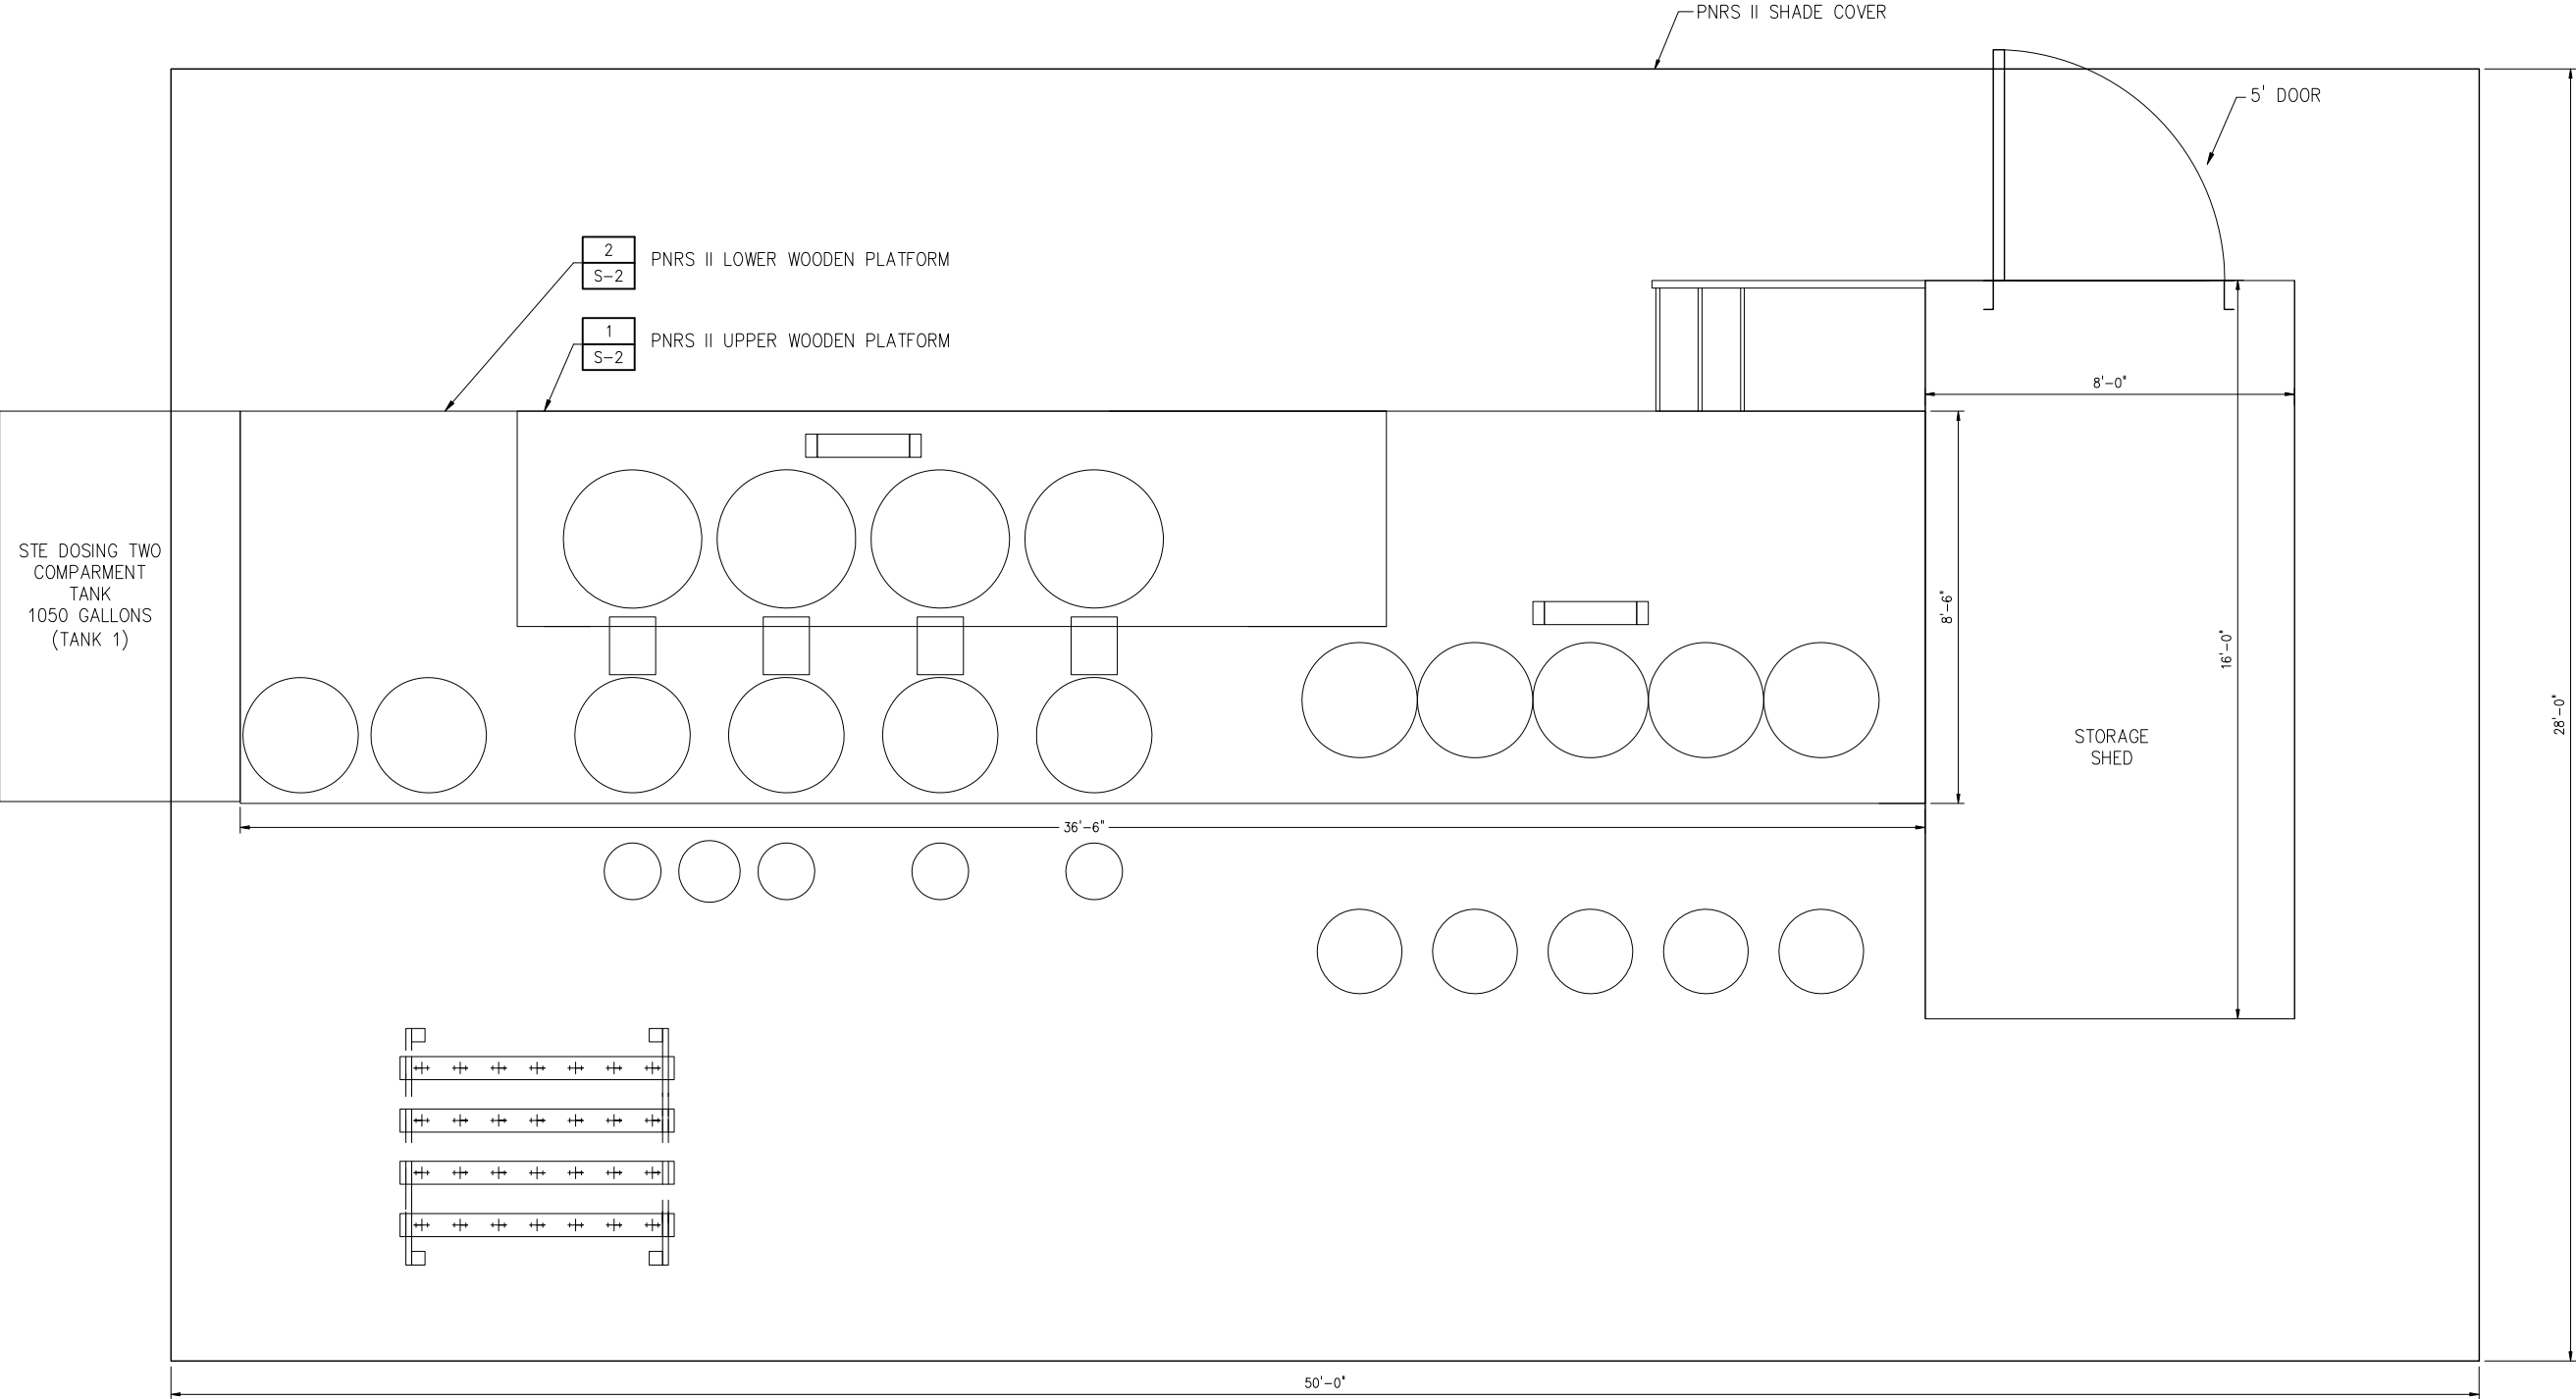 PNRS II SHADE COVER
5' DOOR
2
S-2
PNRS II LOWER WOODEN PLATFORM
1
S-2
PNRS II UPPER WOODEN PLATFORM
8'-0"
STE DOSING TWO
COMPARMENT
TANK
1050 GALLONS
(TANK 1)
8'-6"
16'-0"
28'-0"
STORAGE
SHED
36'-6"
50'-0"